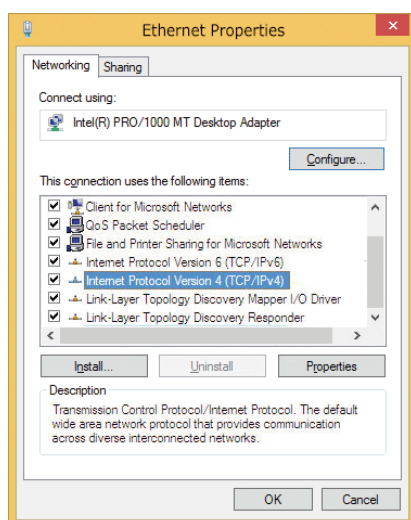 Ethernet Properties
Networking
Sharing
Connect using:
Intel(R) PRO/1000 MT Desktop Adapter
Configure...
This connection uses the following items:
Client for Microsoft Networks
QoS Packet Scheduler
File and Printer Sharing for Microsoft Networks
Internet Protocol Version 6 (TCP/IPv6)
Internet Protocol Version 4 (TCP/IPv4)
Link-Layer Topology Discovery Mapper I/O Driver
Link-Layer Topology Discovery Responder
Install...
Uninstall
Properties
Description
Transmission Control Protocol/Internet Protocol. The default
wide area network protocol that provides communication
across diverse interconnected networks.
OK
Cancel